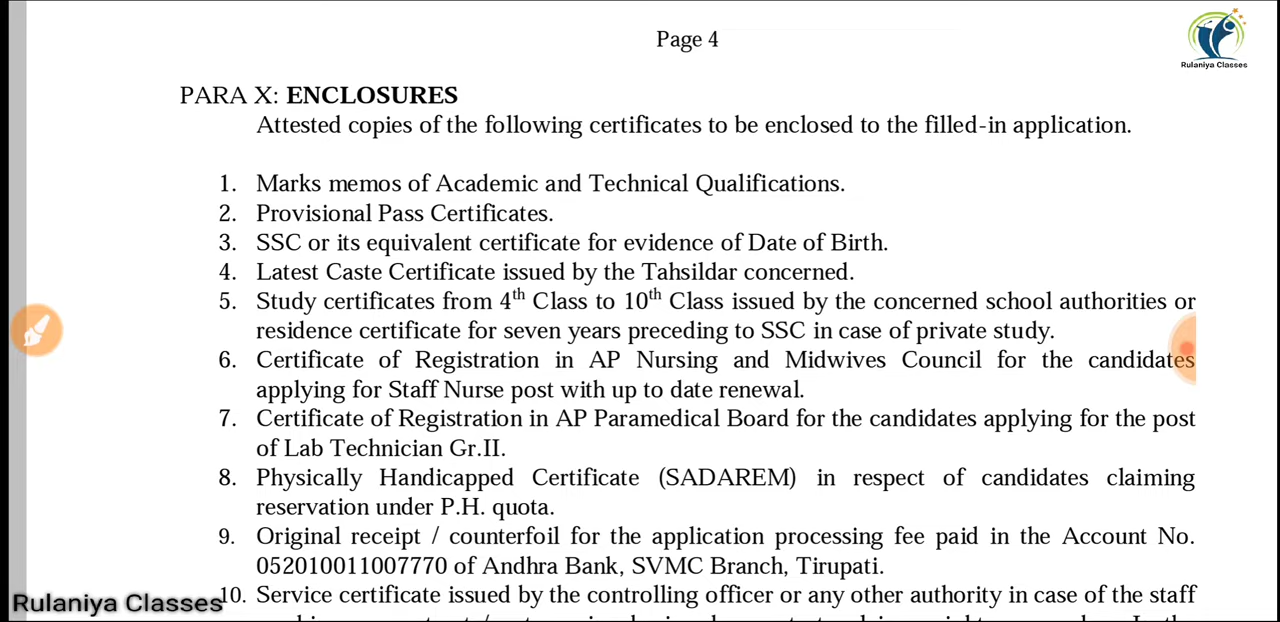 Page 4
Rulaniya Classes
PARA X: ENCLOSURES
Attested copies of the following certificates to be enclosed to the filled-in application.
1. Marks memos of Academic and Technical Qualifications.
2. Provisional Pass Certificates.
3. SSC or its equivalent certificate for evidence of Date of Birth.
4. Latest Caste Certificate issued by the Tahsildar concerned.
5. Study certificates from 4th Class to 10th Class issued by the concerned school authorities or
residence certificate for seven years preceding to SSC in case of private study.
6. Certificate of Registration in AP Nursing and Midwives Council for the candidates
applying for Staff Nurse post with up to date renewal.
7. Certificate of Registration in AP Paramedical Board for the candidates applying for the post
of Lab Technician Gr.II.
8. Physically Handicapped Certificate (SADAREM) in respect of candidates claiming
reservation under P.H. quota.
9. Original receipt / counterfoil for the application processing fee paid in the Account No.
052010011007770 of Andhra Bank, SVMC Branch, Tirupati.
10. Service certificate issued by the controlling officer or any other authority in case of the staff
Rulaniya Classes